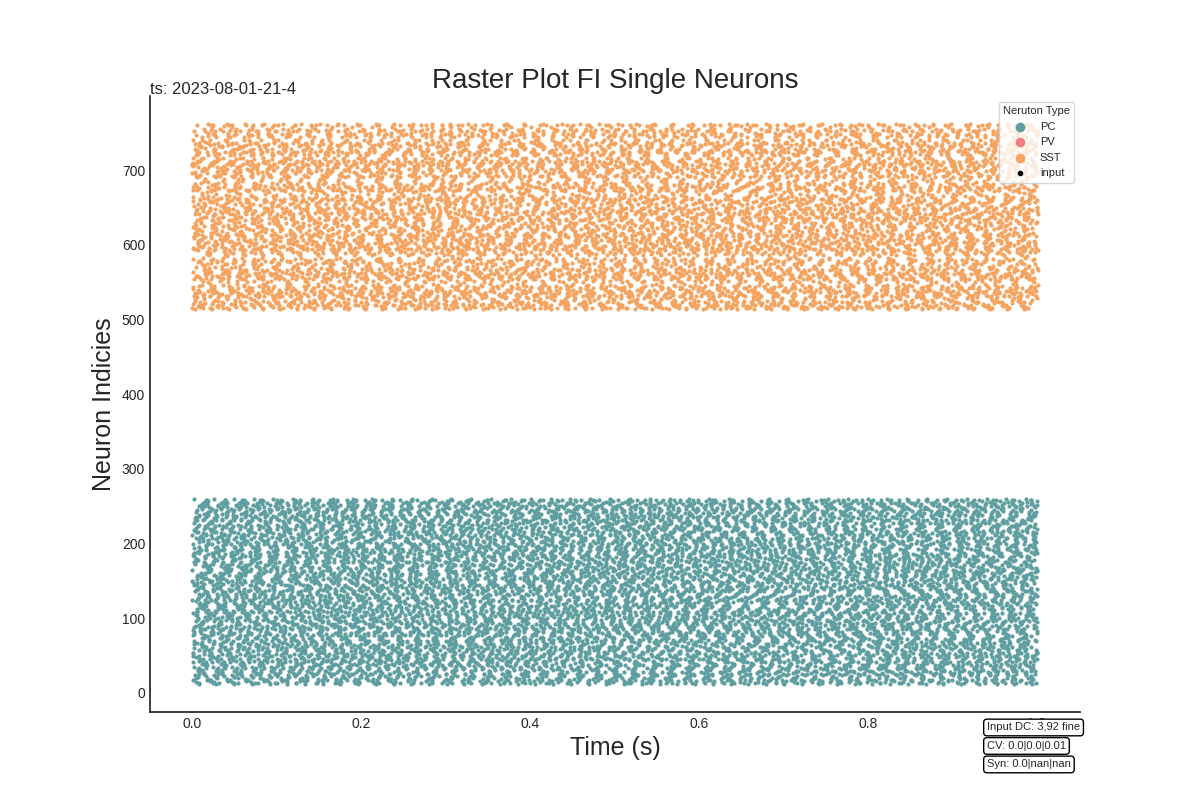 Raster Plot FI Single Neurons
ts: 2023-08-01-21-4
Neruton Type
PC
PV
SST
input
700
600
500
400
300
200
100
0
Neuron Indicies
0.0 0.2 0.4 0.6 0.8
Time (s)
Input DC: 3,92 fine
CV: 0.0|0.0|0.01
Syn: 0.0|nan|nan